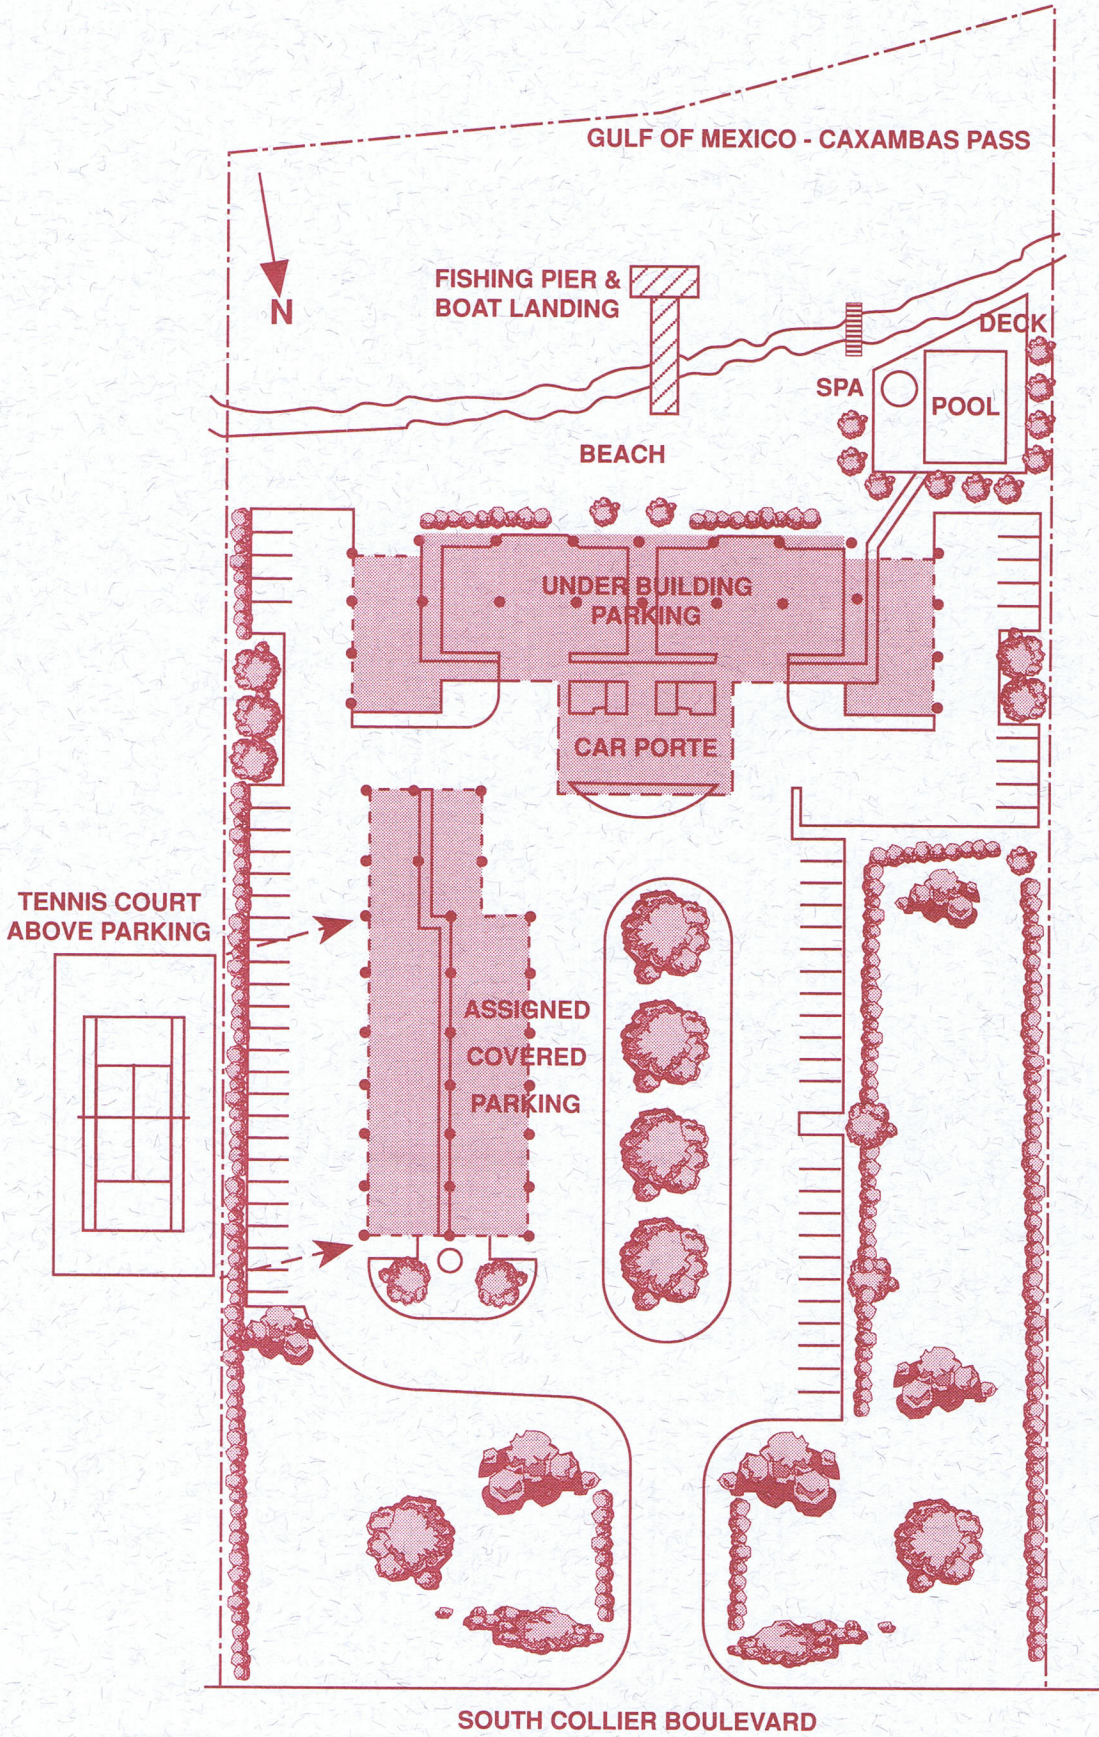 GULF OF MEXICO - CAXAMBAS PASS
N
FISHING PIER &
BOAT LANDING
DECK
SPA
POOL
BEACH
UNDER BUILDING
PARKING
CAR PORTE
TENNIS COURT
ABOVE PARKING
ASSIGNED
COVERED
PARKING
SOUTH COLLIER BOULEVARD